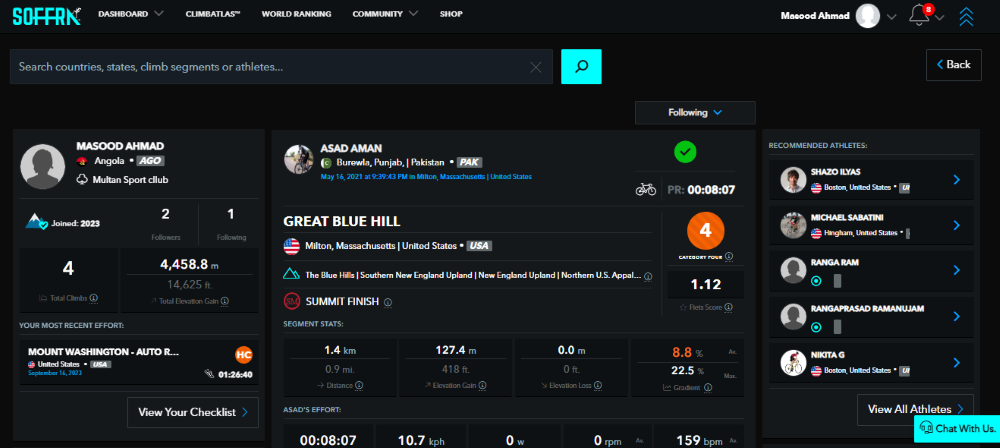 SOFFRN DASHBOARD CLIMBATLAS™ WORLD RANKING COMMUNITY SHOP Masood Ahmad 8
Search countries, states, climb segments or athletes...
Back
Following
MASOOD AHMAD
Angola • AGO
Multan Sport cllub
Joined: 2023
2
Followers
1
Following
4
Total Climbs
4,458.8 m
14,625 ft.
Total Elevation Gain
YOUR MOST RECENT EFFORT:
MOUNT WASHINGTON - AUTO R...
HC
United States • USA
September 16, 2023
01:26:40
View Your Checklist
ASAD AMAN
Burewla, Punjab, | Pakistan • PAK
May 16, 2021 at 9:39:43 PM in Milton, Massachusetts | United States
PR: 00:08:07
GREAT BLUE HILL
Milton, Massachusetts | United States • USA
The Blue Hills | Southern New England Upland | New England Upland | Northern U.S. Appal...
SUMMIT FINISH
4
CATEGORY FOUR
1.12
Fiets Score
SEGMENT STATS:
1.4 km
0.9 mi.
Distance
127.4 m
418 ft.
Elevation Gain
0.0 m
0 ft.
Elevation Loss
8.8 % Av.
22.5 % Max.
Gradient
ASAD'S EFFORT:
00:08:07
10.7 kph
0 w
0 rpm Av.
159 bpm Av.
RECOMMENDED ATHLETES:
SHAZO ILYAS
Boston, United States •
MICHAEL SABATINI
Hingham, United States •
RANGA RAM
RANGAPRASAD RAMANUJAM
NIKITA G
Boston, United States •
View All Athletes
Chat With Us.